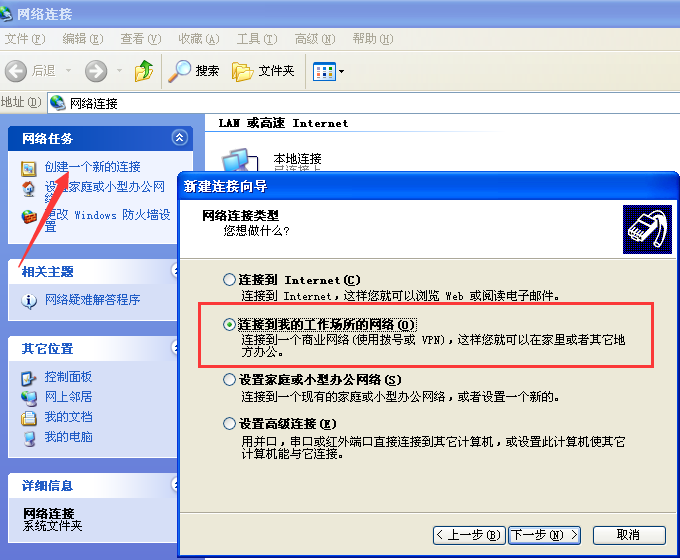 网络连接
文件(F) 编辑(E) 查看(V) 收藏(A) 工具(T) 高级(N) 帮助(H)
后退 搜索 文件夹
地址(D) 网络连接
网络任务
创建一个新的连接
设置家庭或小型办公网
络
更改 Windows 防火墙设
置
相关主题
网络疑难解答程序
其它位置
控制面板
网上邻居
我的文档
我的电脑
详细信息
网络连接
系统文件夹
LAN 或高速 Internet
本地连接
已连接上
新建连接向导
网络连接类型
您想做什么?
连接到 Internet(C)
连接到 Internet，这样您就可以浏览 Web 或阅读电子邮件。
连接到我的工作场所的网络(O)
连接到一个商业网络(使用拨号或 VPN)，这样您就可以在家里或者其它地
方办公。
设置家庭或小型办公网络(S)
连接到一个现有的家庭或小型办公网络，或者设置一个新的。
设置高级连接(E)
用并口，串口或红外端口直接连接到其它计算机，或设置此计算机使其它
计算机能与它连接。
< 上一步(B) 下一步(N) > 取消